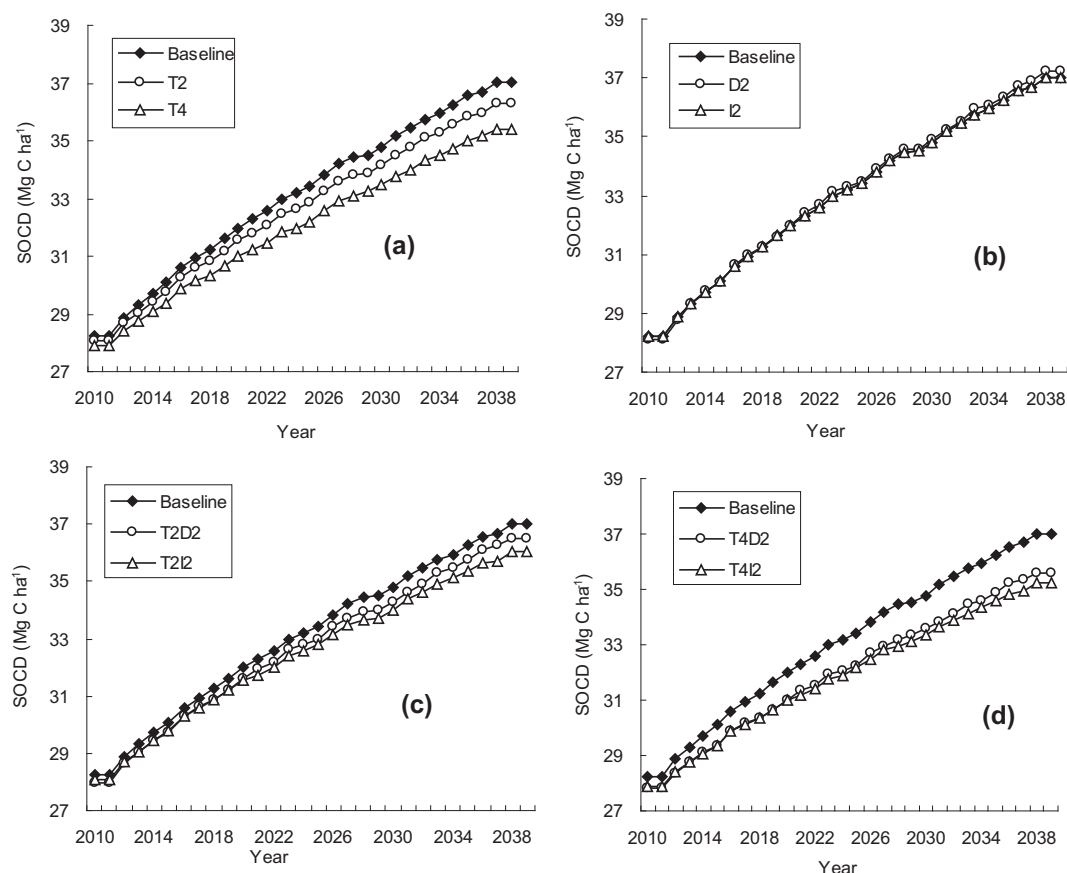 39
37
35
33
31
29
27
SOCD (Mg C ha-1)
Baseline
T2
T4
(a)
2010 2014 2018 2022 2026 2030 2034 2038
Year
39
37
35
33
31
29
27
SOCD (Mg C ha-1)
Baseline
D2
I2
(b)
2010 2014 2018 2022 2026 2030 2034 2038
Year
39
37
35
33
31
29
27
SOCD (Mg C ha-1)
Baseline
T2D2
T2I2
(c)
2010 2014 2018 2022 2026 2030 2034 2038
Year
39
37
35
33
31
29
27
SOCD (Mg C ha-1)
Baseline
T4D2
T4I2
(d)
2010 2014 2018 2022 2026 2030 2034 2038
Year